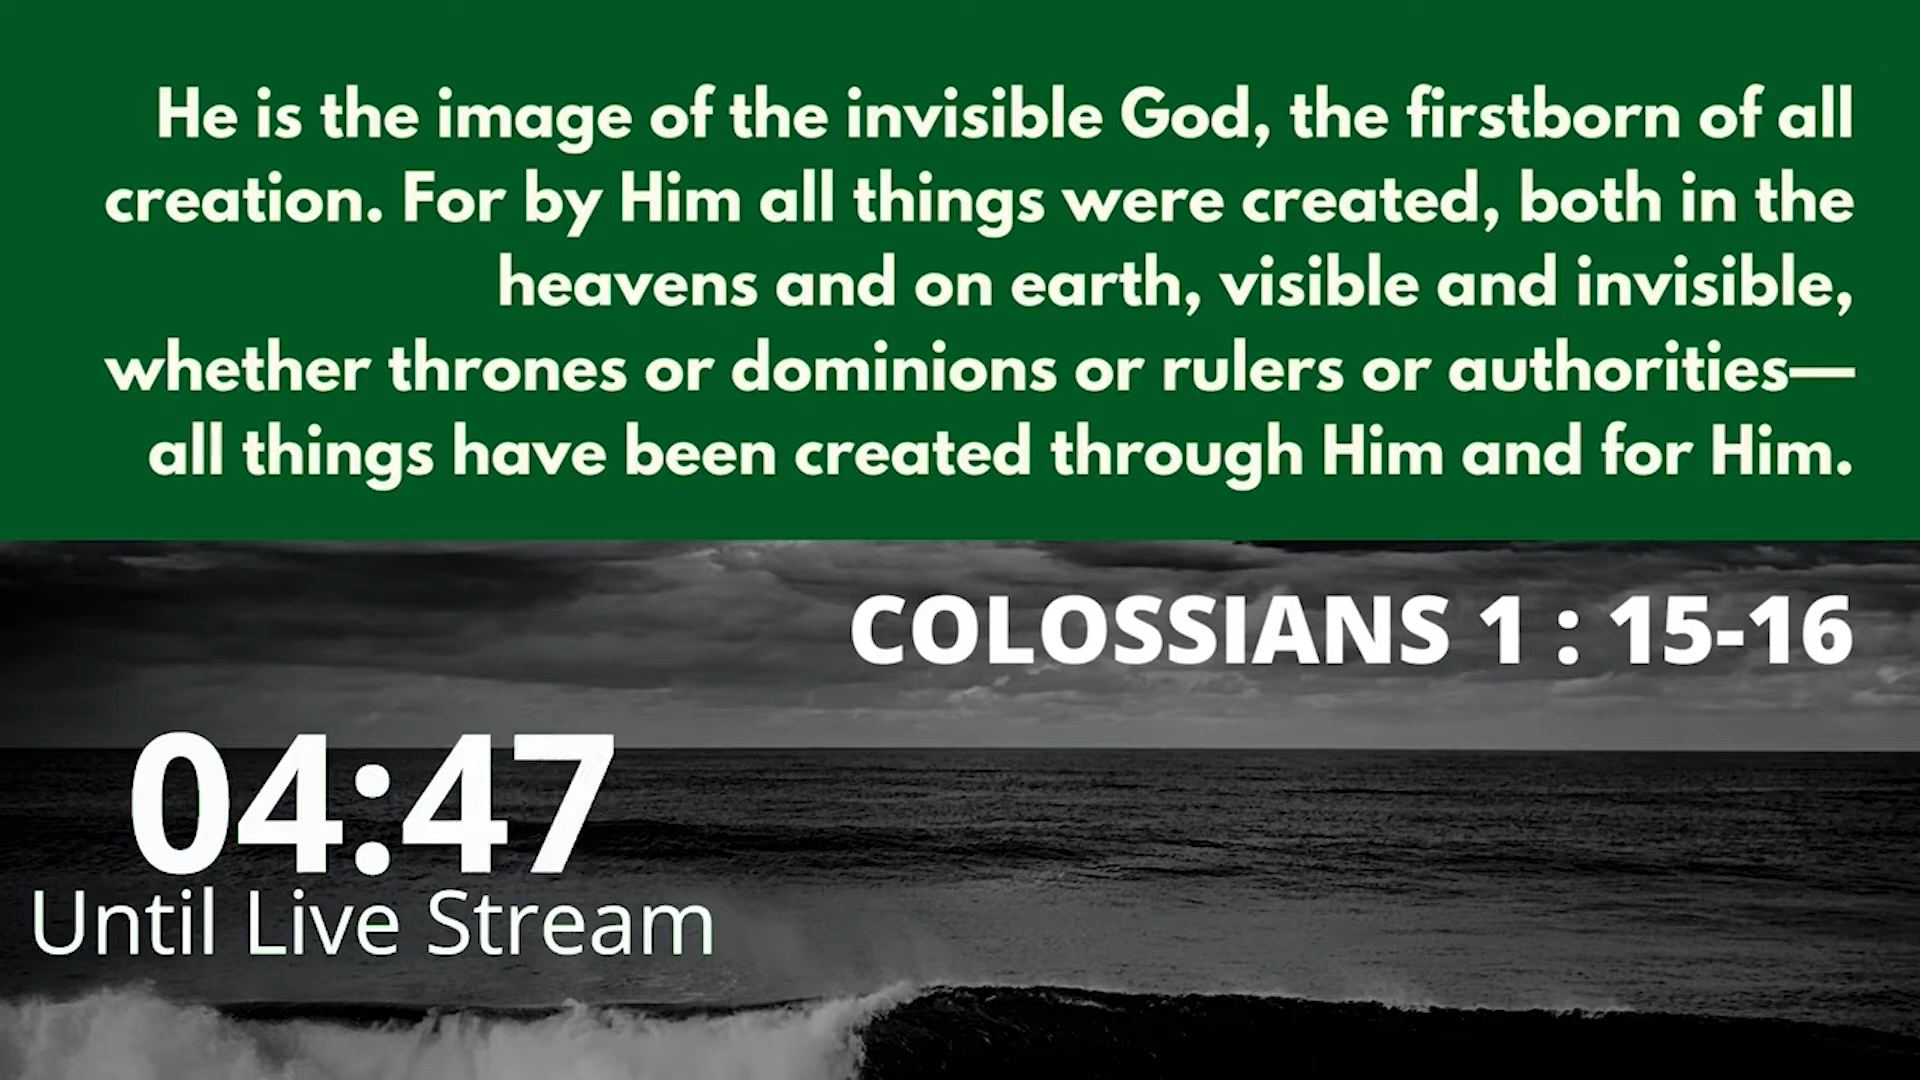 He is the image of the invisible God, the firstborn of all
creation. For by Him all things were created, both in the
heavens and on earth, visible and invisible,
whether thrones or dominions or rulers or authorities—
all things have been created through Him and for Him.
COLOSSIANS 1 : 15-16
04:47
Until Live Stream